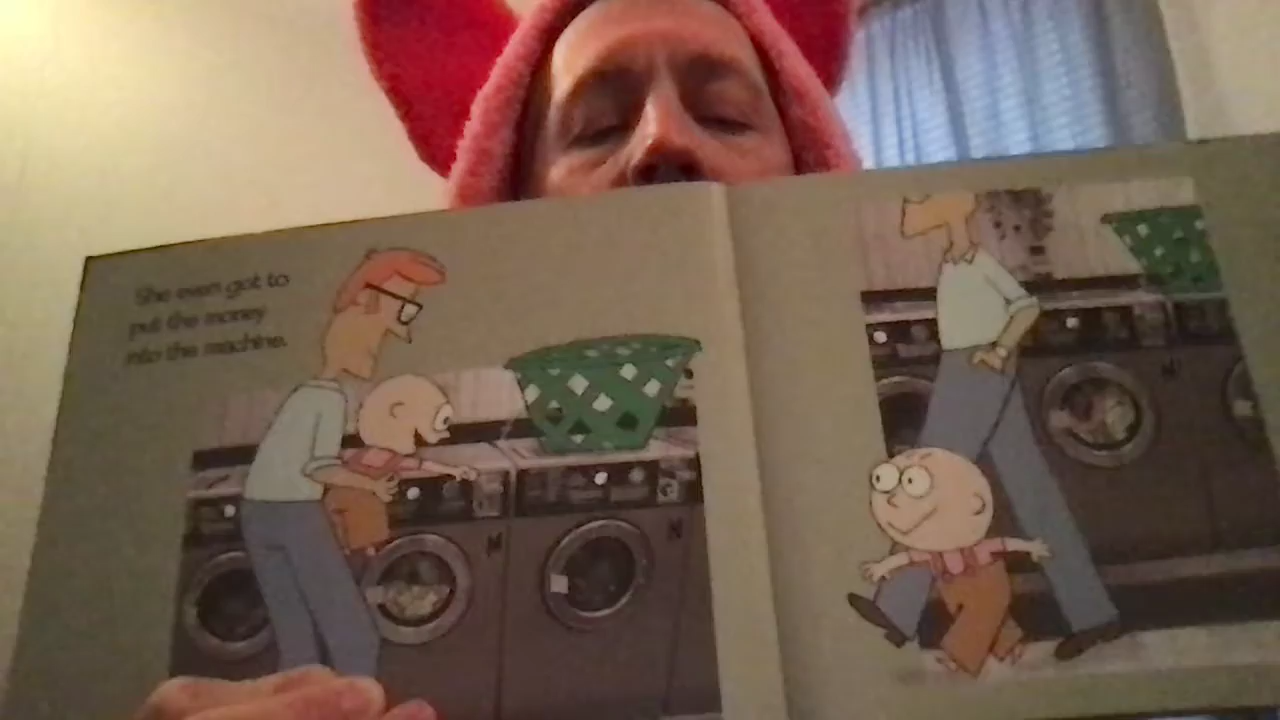 She even got to
put the money
into the machine.